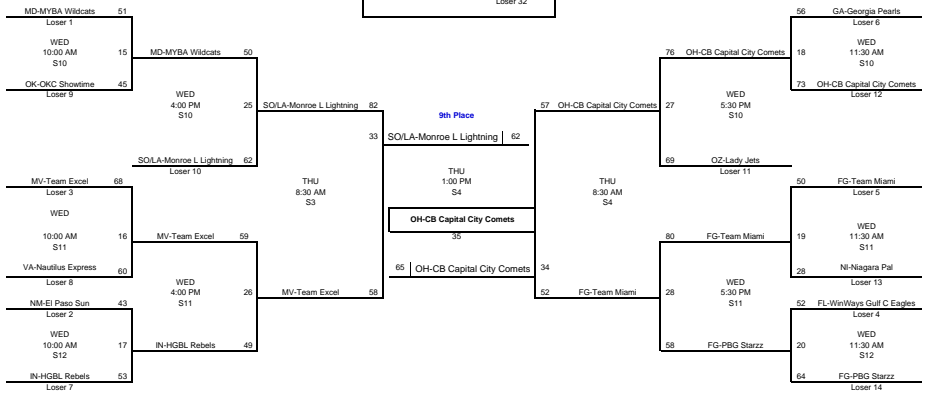 Loser 32
MD-MYBA Wildcats 51
Loser 1
WED
10:00 AM 15
S10
OK-OKC Showtime 45
Loser 9
MD-MYBA Wildcats 50
WED
4:00 PM 25
S10
SO/LA-Monroe L Lightning 62
Loser 10
SO/LA-Monroe L Lightning 82
MV-Team Excel 68
Loser 3
WED
10:00 AM 16
S11
VA-Nautilus Express 60
Loser 8
MV-Team Excel 59
NM-El Paso Sun 43
Loser 2
WED
10:00 AM 17
S12
IN-HGBL Rebels 53
Loser 7
WED
4:00 PM 26
S11
IN-HGBL Rebels 49
MV-Team Excel 58
THU
8:30 AM
S3
33
9th Place
SO/LA-Monroe L Lightning 62
THU
1:00 PM
S4
OH-CB Capital City Comets
35
65 OH-CB Capital City Comets
34
57 OH-CB Capital City Comets
THU
8:30 AM
S4
52 FG-Team Miami
76 OH-CB Capital City Comets
27 WED
5:30 PM
S10
69 OZ-Lady Jets
Loser 11
80 FG-Team Miami
28 WED
5:30 PM
S11
58 FG-PBG Starzz
56 GA-Georgia Pearls
Loser 6
WED
18 11:30 AM
S10
73 OH-CB Capital City Comets
Loser 12
50 FG-Team Miami
Loser 5
WED
19 11:30 AM
S11
28 NI-Niagara Pal
Loser 13
52 FL-WinWays Gulf C Eagles
Loser 4
WED
20 11:30 AM
S12
64 FG-PBG Starzz
Loser 14